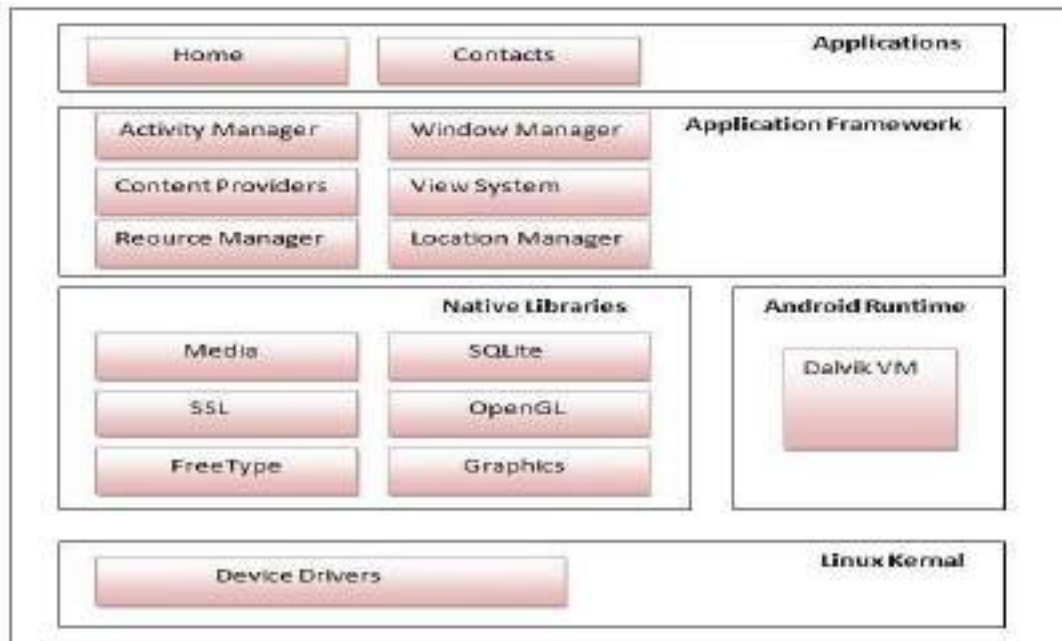 Home Contacts Applications
Activity Manager Window Manager Application Framework
Content Providers View System
Reource Manager Location Manager
Native Libraries Android Runtime
Media SQLite Dalvik VM
SSL OpenGL
FreeType Graphics
Linux Kernal
Device Drivers